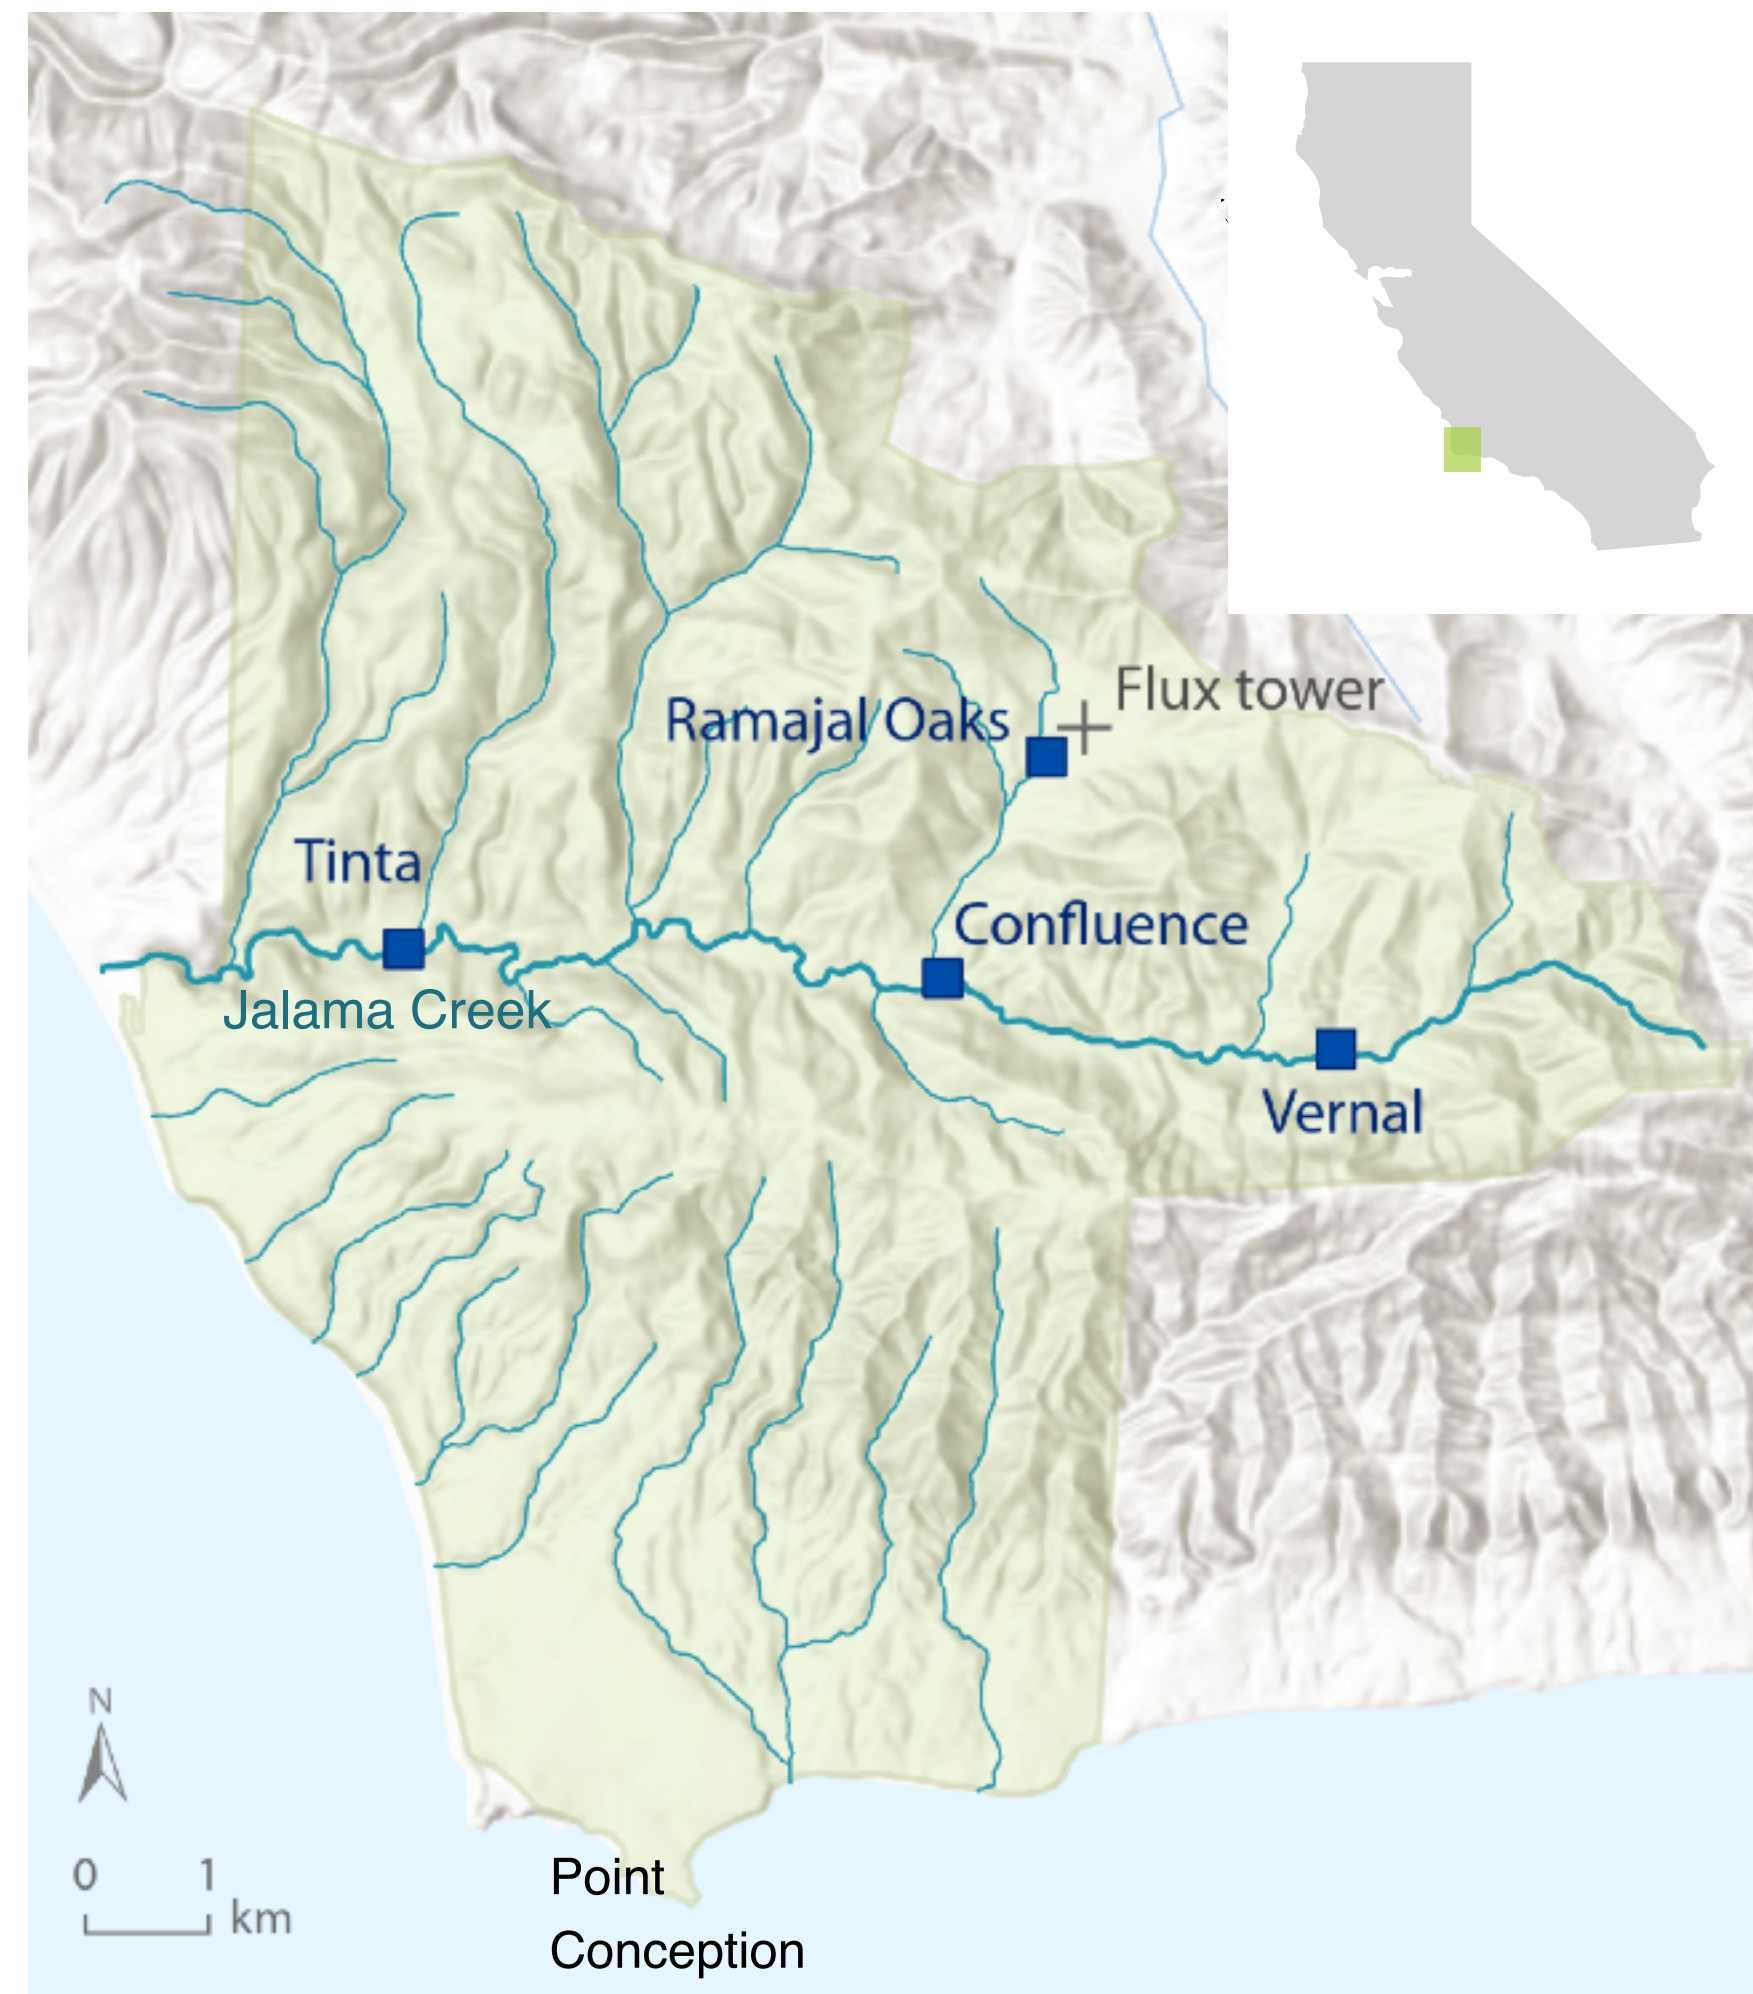 Flux tower
Ramajal Oaks
Tinta
Confluence
Jalama Creek
Vernal
N
0 1
km
Point
Conception